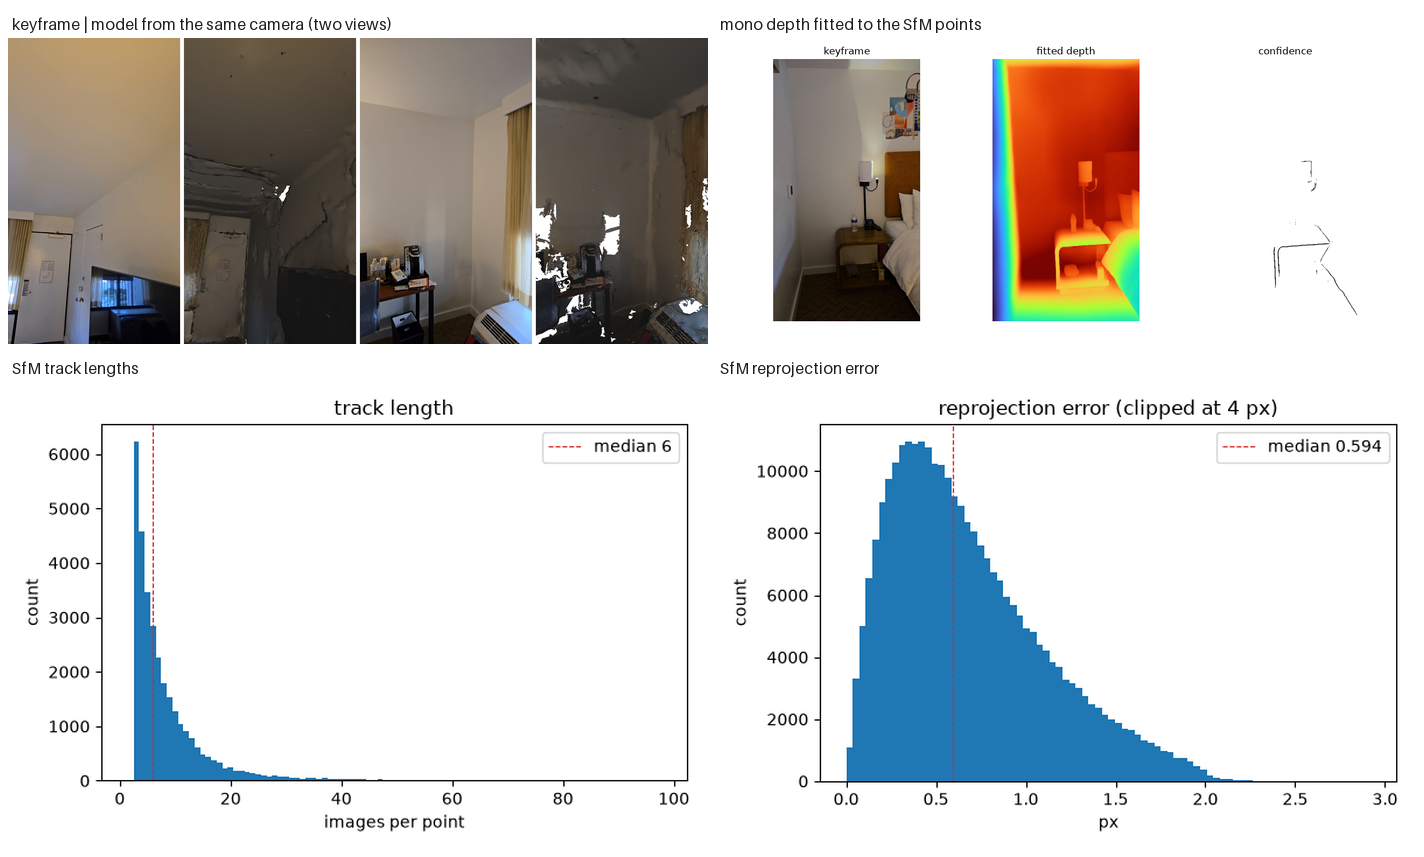 keyframe | model from the same camera (two views)
mono depth fitted to the SfM points
keyframe
fitted depth
confidence
SfM track lengths
SfM reprojection error
track length
median 6
6000
5000
4000
3000
2000
1000
0
count
0 20 40 60 80 100
images per point
reprojection error (clipped at 4 px)
median 0.594
10000
8000
6000
4000
2000
0
count
0.0 0.5 1.0 1.5 2.0 2.5 3.0
px